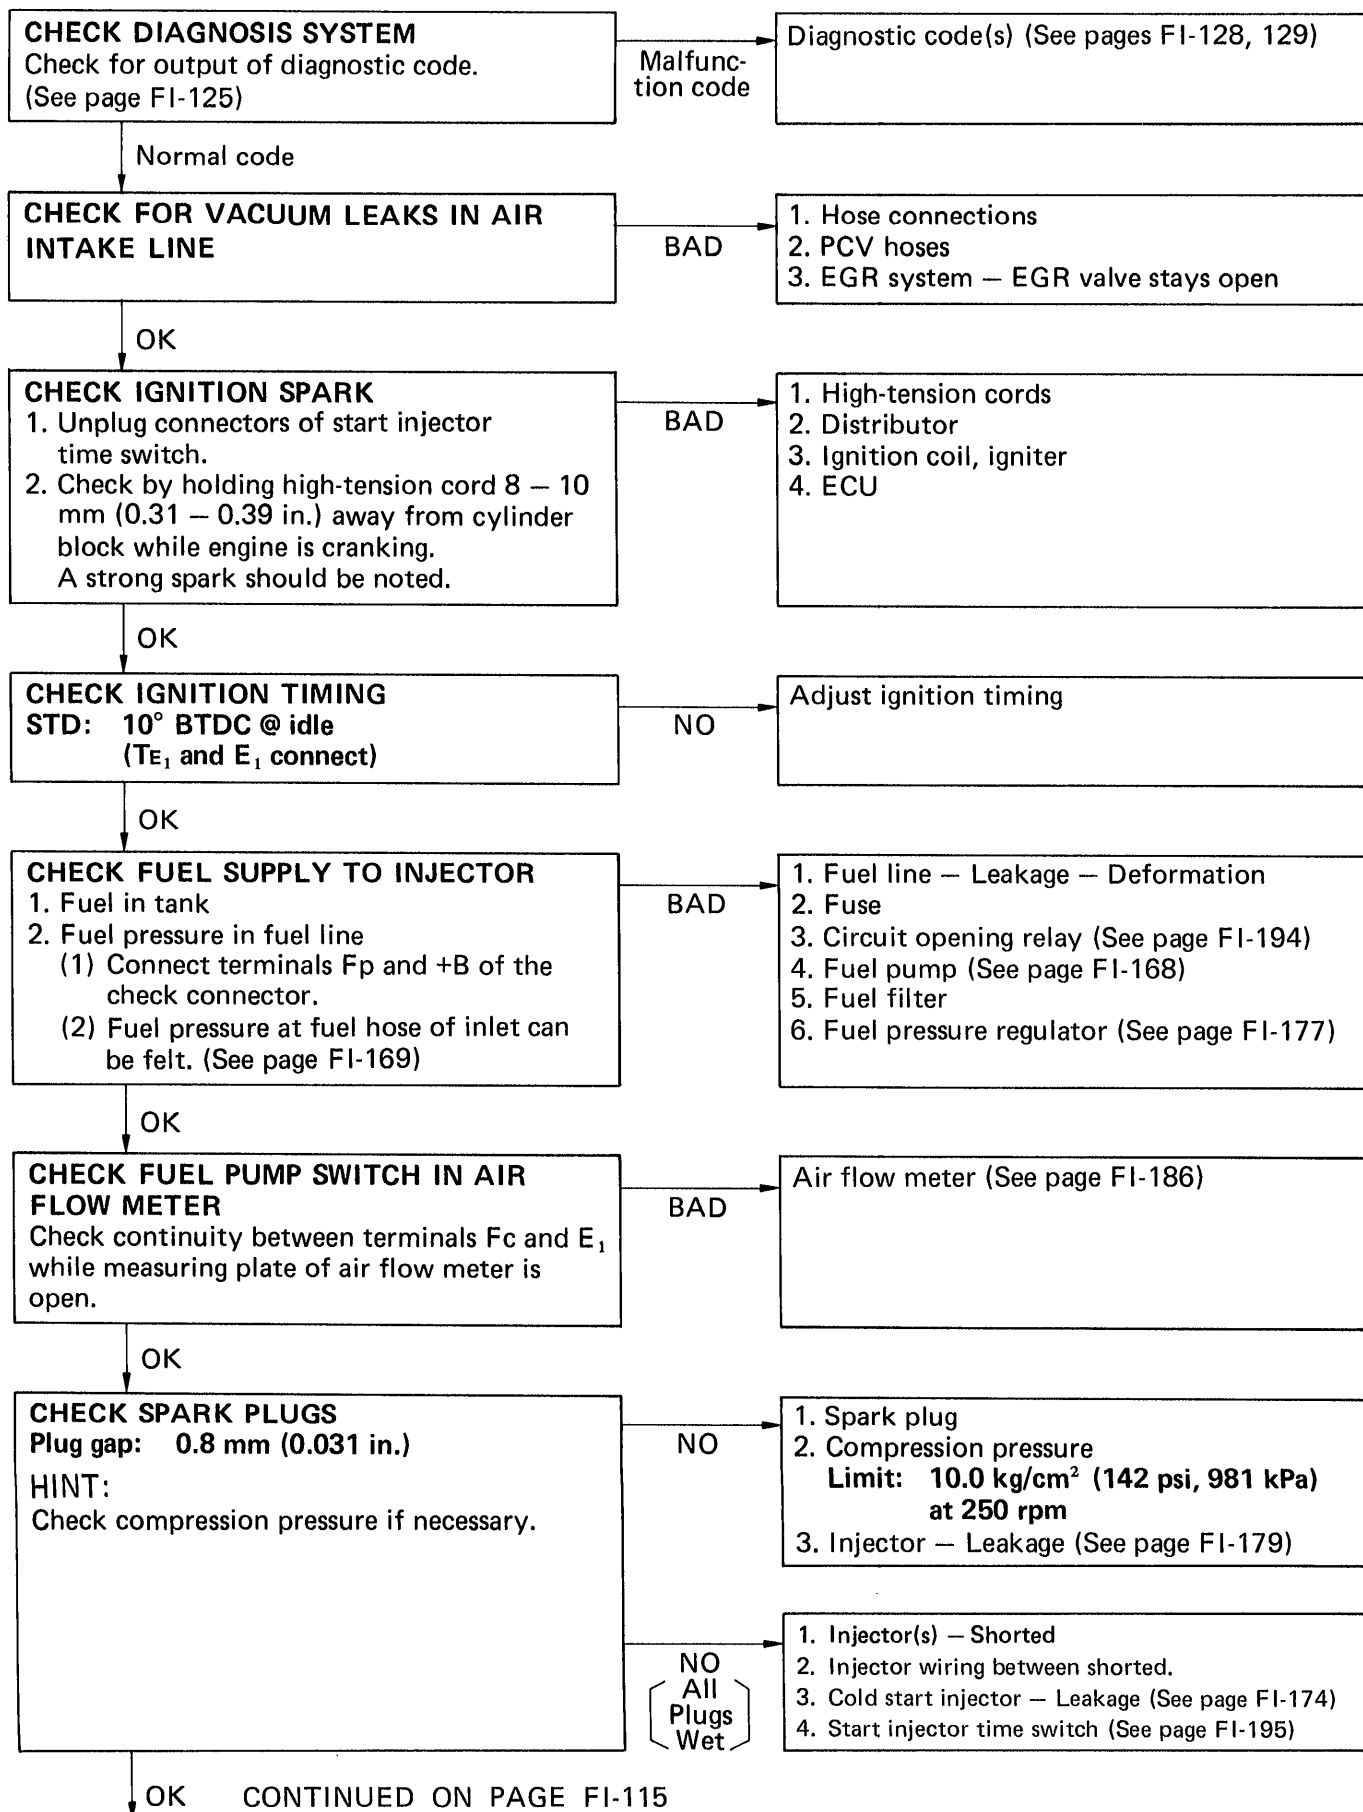 CHECK DIAGNOSIS SYSTEM
Check for output of diagnostic code.
(See page FI-125)
Malfunc-
tion code
Diagnostic code(s) (See pages FI-128, 129)
Normal code
CHECK FOR VACUUM LEAKS IN AIR
INTAKE LINE
BAD
1. Hose connections
2. PCV hoses
3. EGR system — EGR valve stays open
OK
CHECK IGNITION SPARK
1. Unplug connectors of start injector
time switch.
2. Check by holding high-tension cord 8 — 10
mm (0.31 — 0.39 in.) away from cylinder
block while engine is cranking.
A strong spark should be noted.
BAD
1. High-tension cords
2. Distributor
3. Ignition coil, igniter
4. ECU
OK
CHECK IGNITION TIMING
STD: 10° BTDC @ idle
(TE₁ and E₁ connect)
NO
Adjust ignition timing
OK
CHECK FUEL SUPPLY TO INJECTOR
1. Fuel in tank
2. Fuel pressure in fuel line
(1) Connect terminals Fp and +B of the
check connector.
(2) Fuel pressure at fuel hose of inlet can
be felt. (See page FI-169)
BAD
1. Fuel line — Leakage — Deformation
2. Fuse
3. Circuit opening relay (See page FI-194)
4. Fuel pump (See page FI-168)
5. Fuel filter
6. Fuel pressure regulator (See page FI-177)
OK
CHECK FUEL PUMP SWITCH IN AIR
FLOW METER
Check continuity between terminals Fc and E₁
while measuring plate of air flow meter is
open.
BAD
Air flow meter (See page FI-186)
OK
CHECK SPARK PLUGS
Plug gap: 0.8 mm (0.031 in.)
HINT:
Check compression pressure if necessary.
NO
1. Spark plug
2. Compression pressure
Limit: 10.0 kg/cm² (142 psi, 981 kPa)
at 250 rpm
3. Injector — Leakage (See page FI-179)
NO
All
Plugs
Wet
1. Injector(s) — Shorted
2. Injector wiring between shorted.
3. Cold start injector — Leakage (See page FI-174)
4. Start injector time switch (See page FI-195)
OK CONTINUED ON PAGE FI-115